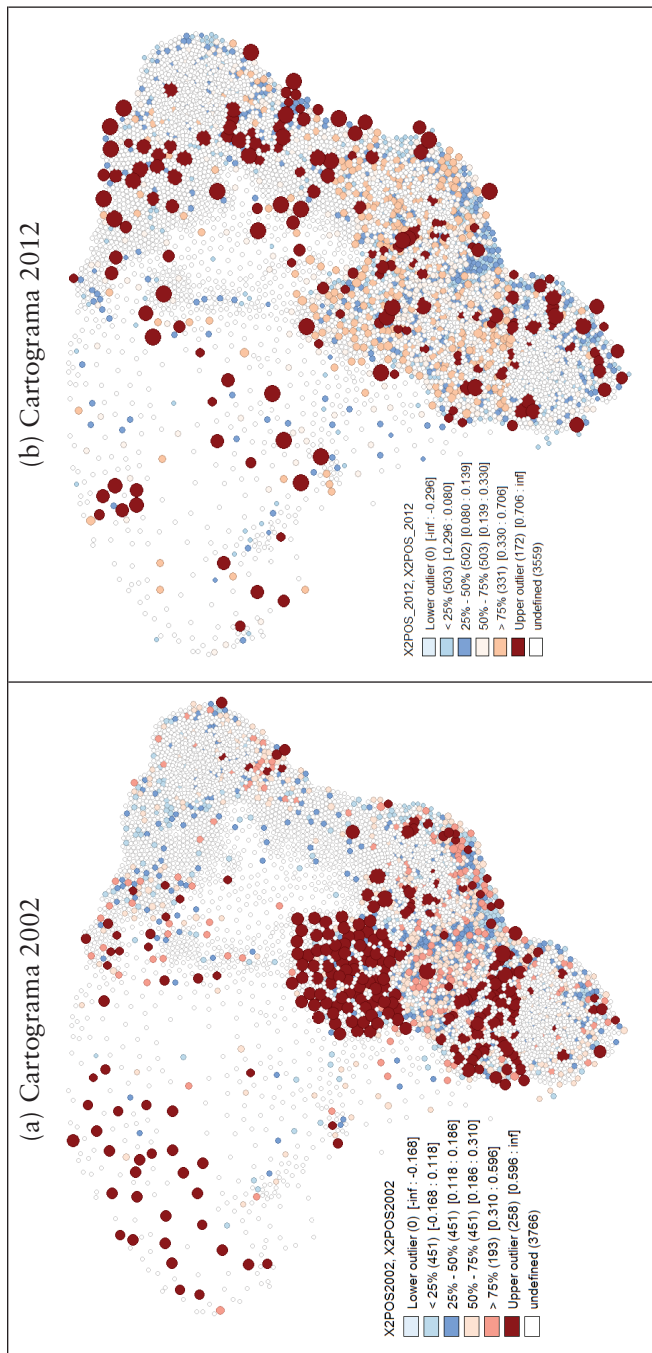 (a) Cartograma 2002
X2POS2002, X2POS2002
Lower outlier (0) [-inf : -0.168]
< 25% (451) [-0.168 : 0.118]
25% - 50% (451) [0.118 : 0.186]
50% - 75% (451) [0.186 : 0.310]
> 75% (193) [0.310 : 0.596]
Upper outlier (258) [0.596 : inf]
undefined (3766)
(b) Cartograma 2012
X2POS_2012, X2POS_2012
Lower outlier (0) [-inf : -0.296]
< 25% (503) [-0.296 : 0.080]
25% - 50% (502) [0.080 : 0.139]
50% - 75% (503) [0.139 : 0.330]
> 75% (331) [0.330 : 0.706]
Upper outlier (172) [0.706 : inf]
undefined (3559)